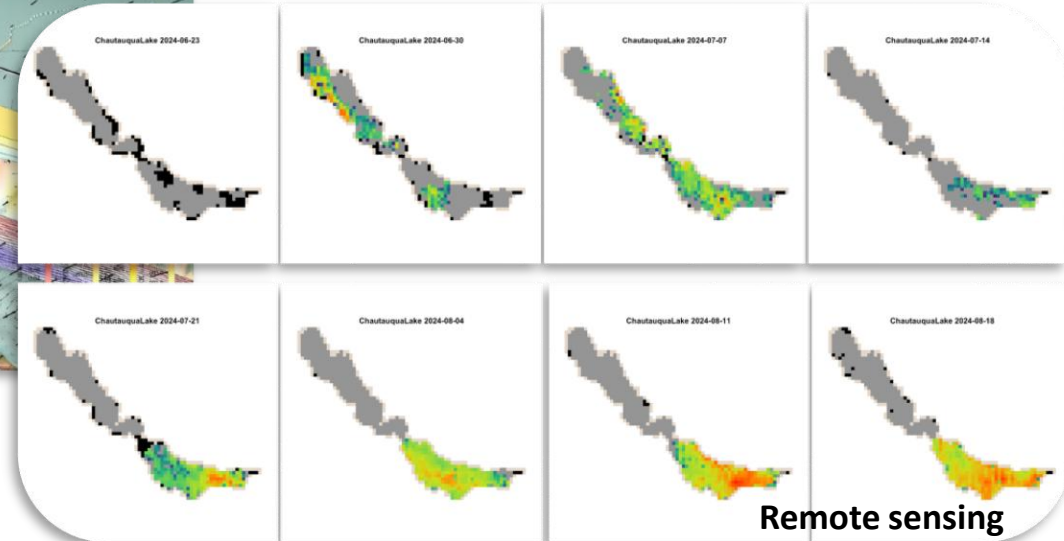 ChautauquaLake 2024-06-23
ChautauquaLake 2024-06-30
ChautauquaLake 2024-07-07
ChautauquaLake 2024-07-14
ChautauquaLake 2024-07-21
ChautauquaLake 2024-08-04
ChautauquaLake 2024-08-11
ChautauquaLake 2024-08-18
Remote sensing